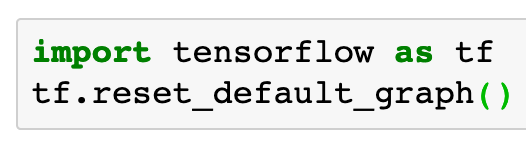 import tensorflow as tf
tf.reset_default_graph()